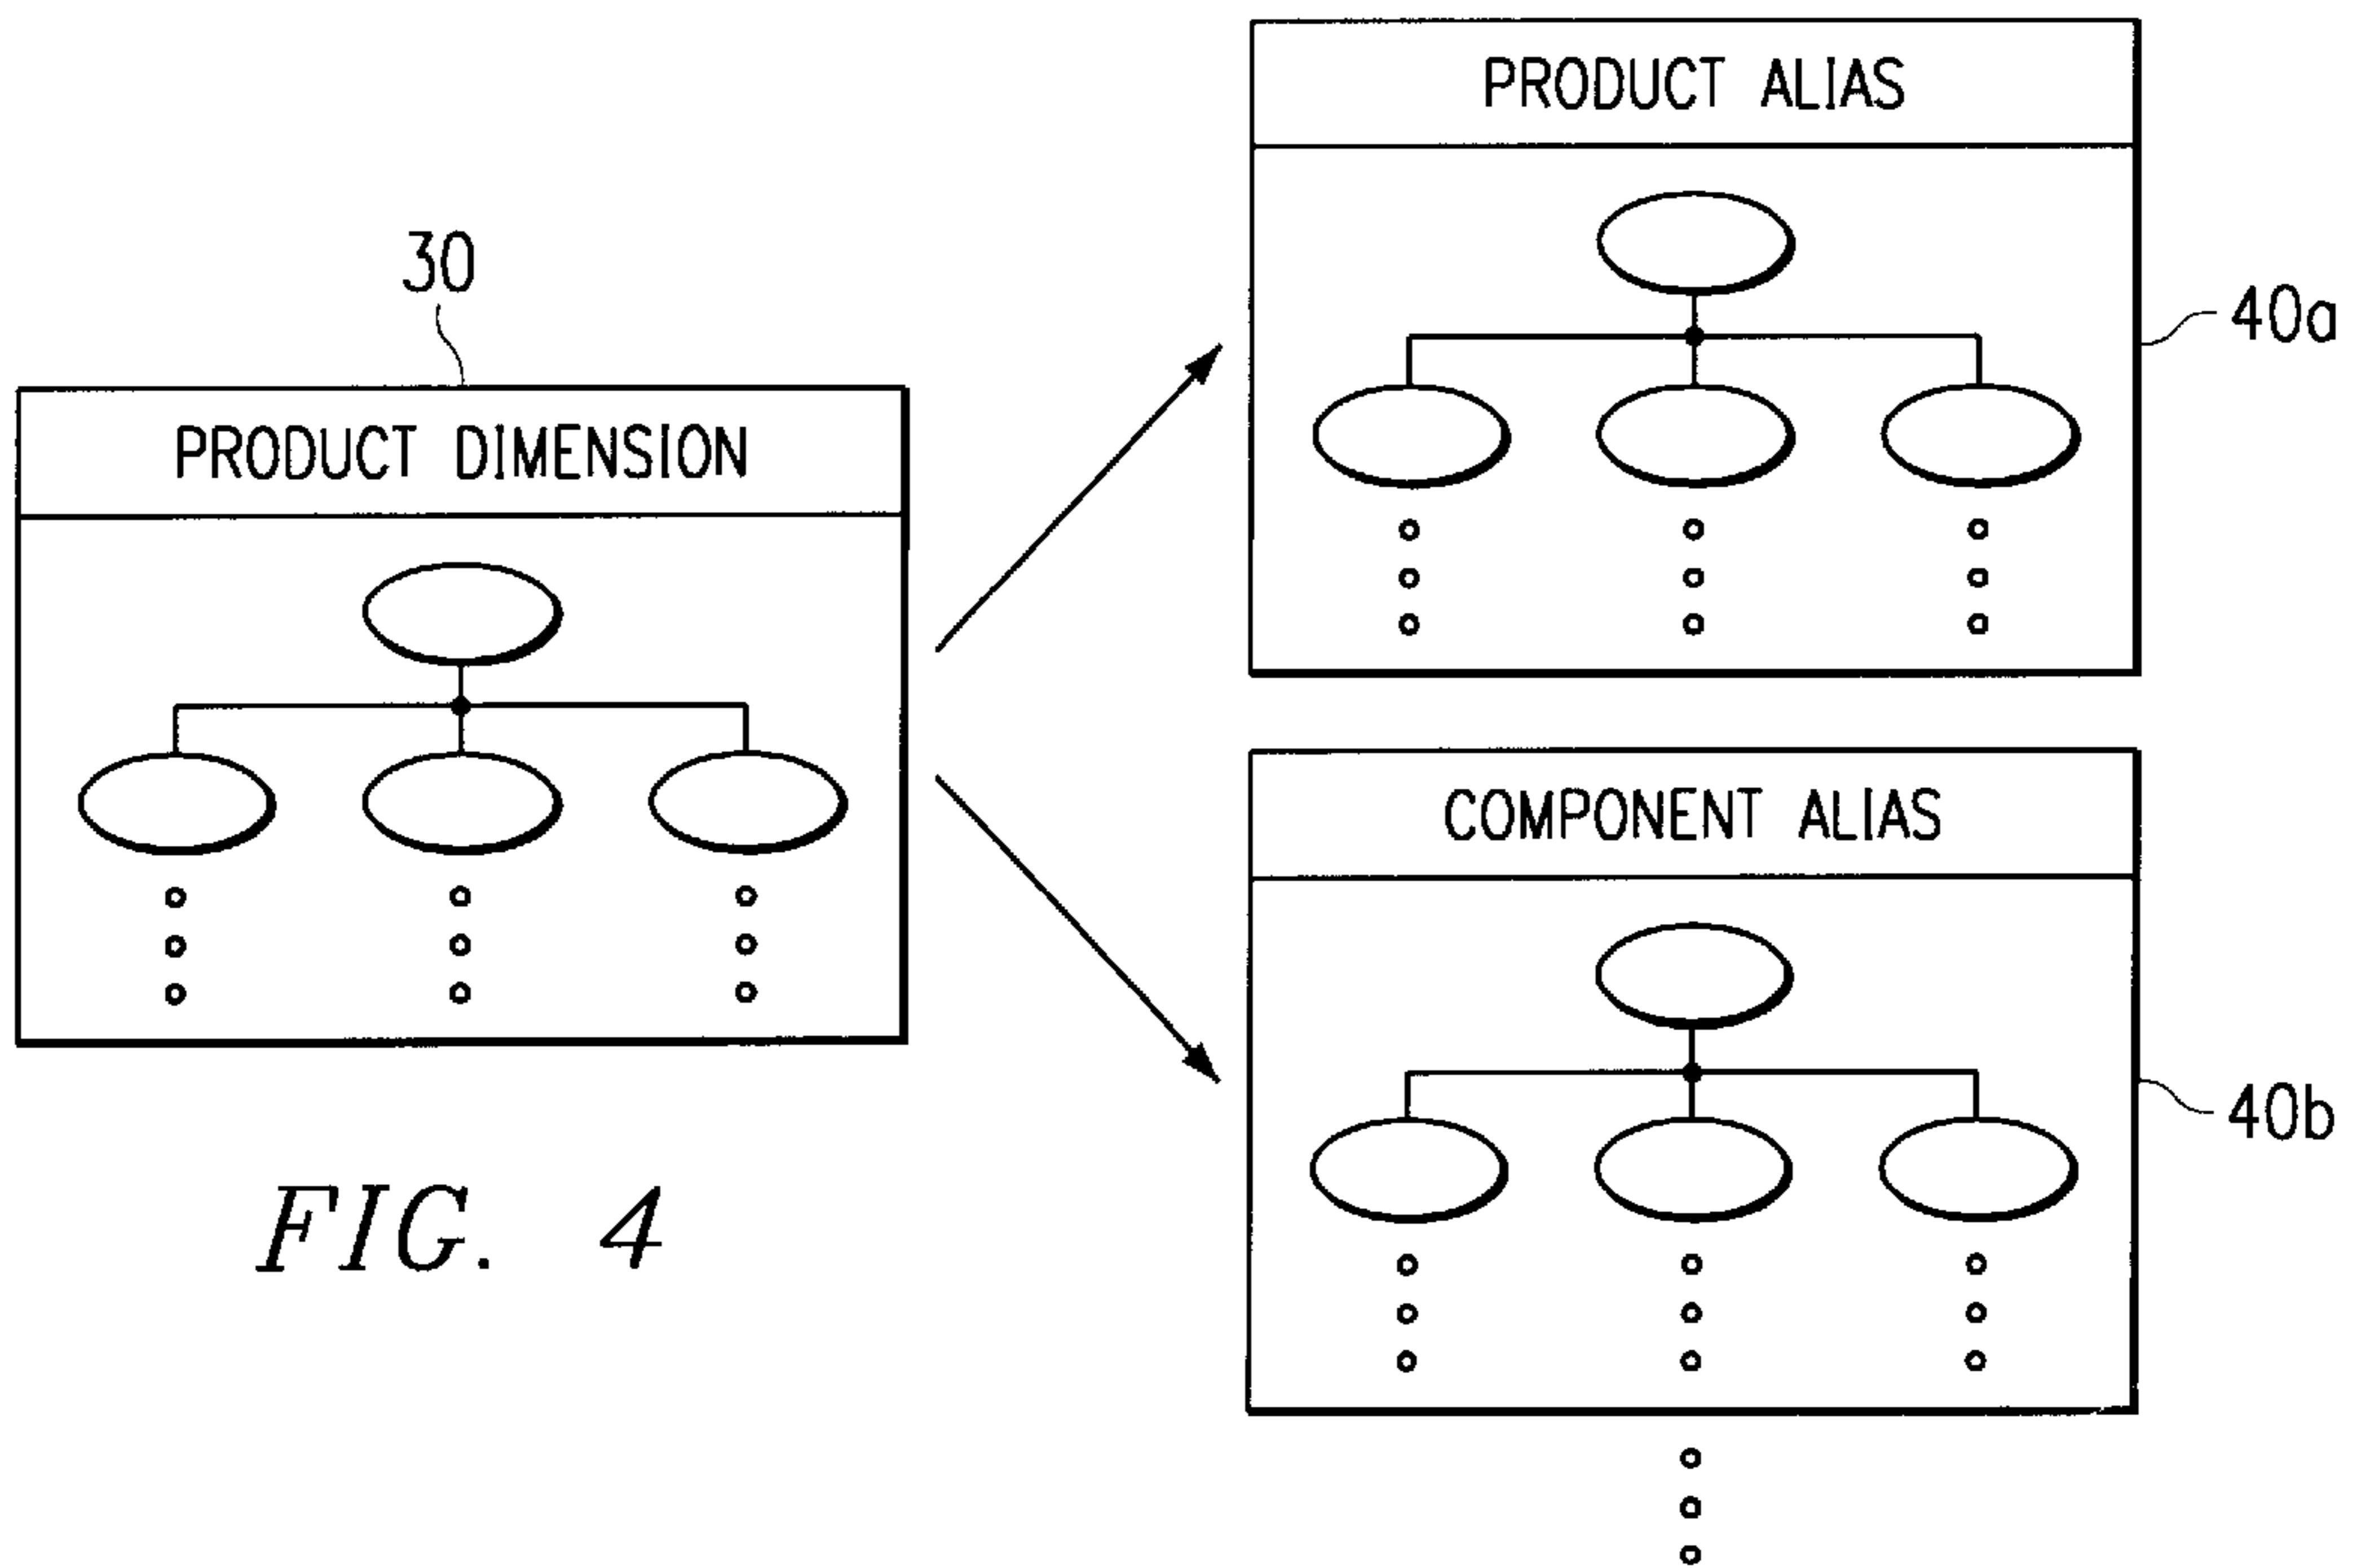 30
PRODUCT DIMENSION
PRODUCT ALIAS
40a
COMPONENT ALIAS
40b
FIG. 4